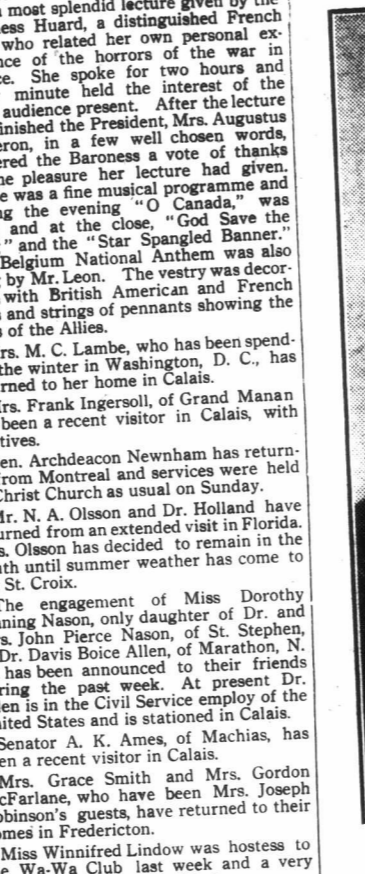 most splendid lecture given by the
ess Huard, a distinguished French
who related her own personal ex-
nce of the horrors of the war in
ce. She spoke for two hours and
minute held the interest of the
audience present. After the lecture
inished the President, Mrs. Augustus
eron, in a few well chosen words,
ered the Baroness a vote of thanks
he pleasure her lecture had given.
e was a fine musical programme and
ng the evening "O Canada," was
and at the close, "God Save the
" and the "Star Spangled Banner."
Belgium National Anthem was also
by Mr. Leon. The vestry was decor-
with British American and French
s and strings of pennants showing the
s of the Allies.
rs. M. C. Lambe, who has been spend-
the winter in Washington, D. C., has
rned to her home in Calais.
rs. Frank Ingersoll, of Grand Manan
been a recent visitor in Calais, with
tives.
en. Archdeacon Newnham has return-
from Montreal and services were held
Christ Church as usual on Sunday.
Mr. N. A. Olsson and Dr. Holland have
urned from an extended visit in Florida.
s. Olsson has decided to remain in the
uth until summer weather has come to
St. Croix.
The engagement of Miss Dorothy
nning Nason, only daughter of Dr. and
rs. John Pierce Nason, of St. Stephen,
Dr. Davis Boice Allen, of Marathon, N.
has been announced to their friends
ring the past week. At present Dr.
en is in the Civil Service employ of the
nited States and is stationed in Calais.
Senator A. K. Ames, of Machias, has
en a recent visitor in Calais.
Mrs. Grace Smith and Mrs. Gordon
cFarlane, who have been Mrs. Joseph
obinson's guests, have returned to their
omes in Fredericton.
Miss Winnifred Lindow was hostess to
e Wa-Wa Club last week and a very